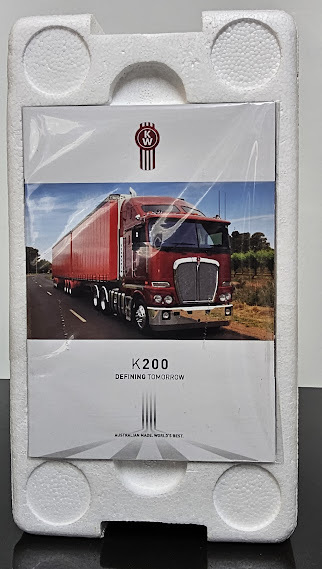 KW
K200
DEFINING TOMORROW
AUSTRALIAN MADE. WORLD'S BEST.